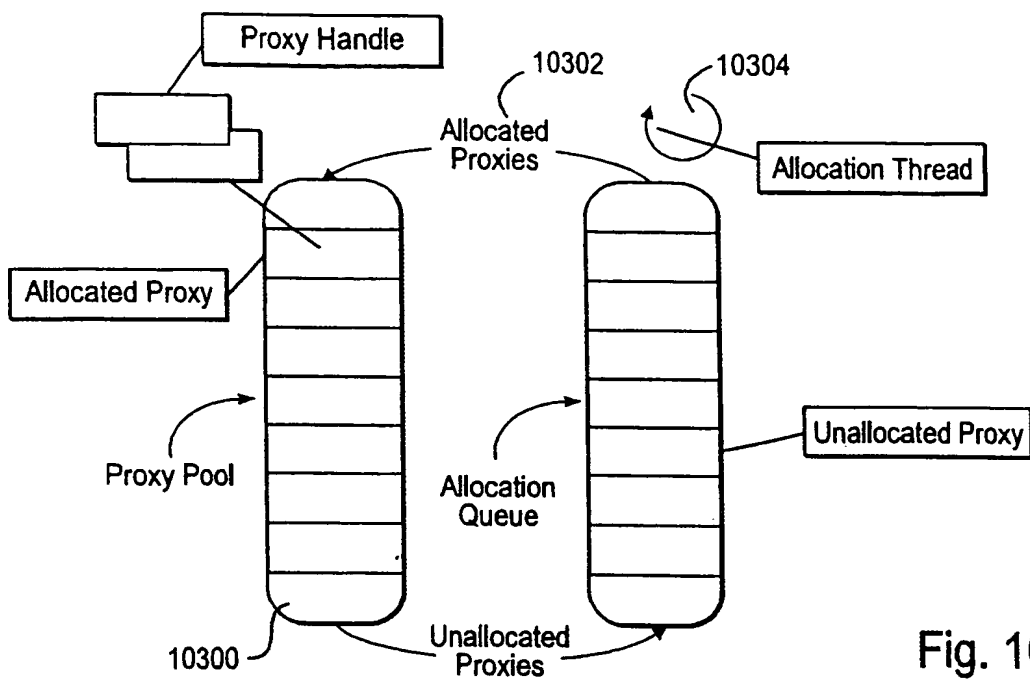 Proxy Handle
10302
10304
Allocated
Proxies
Allocation Thread
Allocated Proxy
Unallocated Proxy
Proxy Pool
Allocation
Queue
10300
Unallocated
Proxies
Fig.